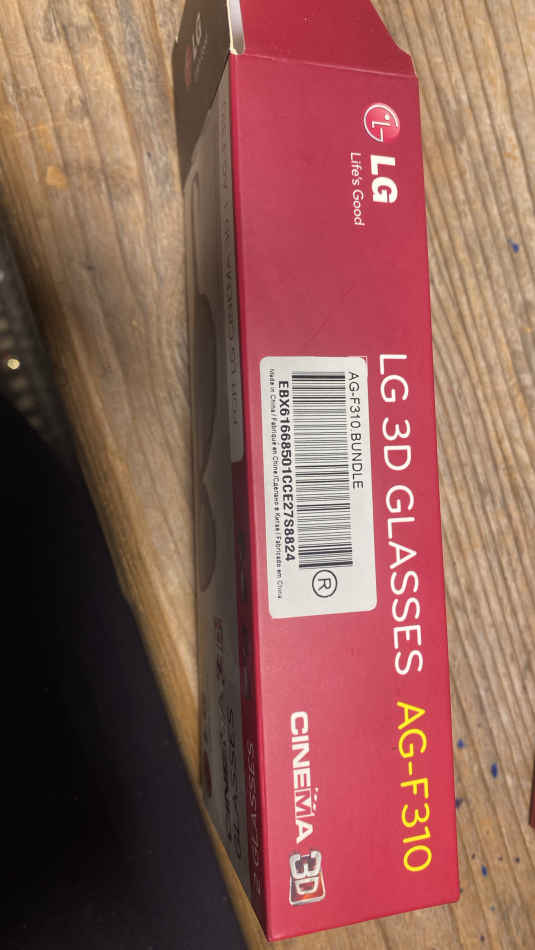 LG
Life's Good
LG 3D GLASSES AG-F310
AG-F310.BUNDLE
R
EBX61668501CCE27S8824
Made in China / Fabriqué en Chine /Сделано в Китае / Fabricado em China
CINEMA 3D